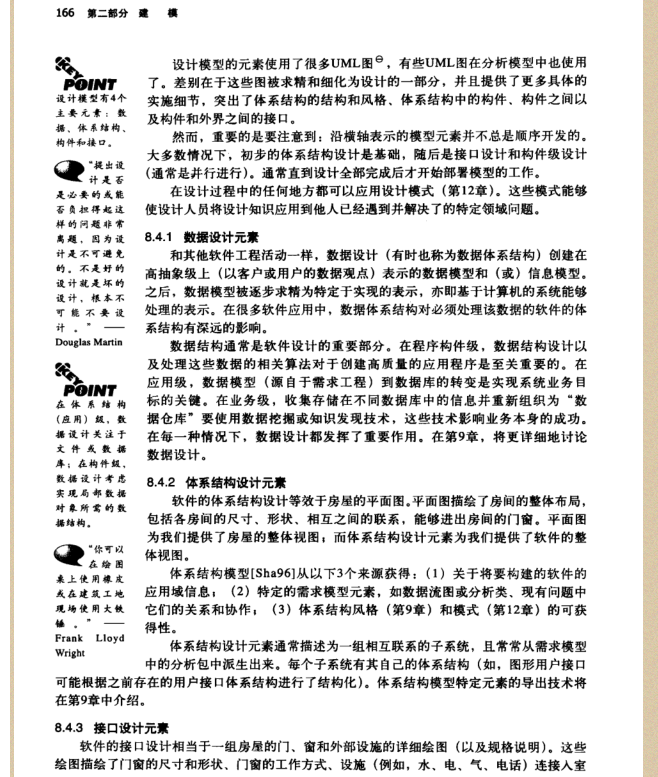 166 第二部分 建 模
设计模型的元素使用了很多UML图⊖，有些UML图在分析模型中也使用
了。差别在于这些图被求精和细化为设计的一部分，并且提供了更多具体的
实施细节，突出了体系结构的结构和风格、体系结构中的构件、构件之间以
及构件和外界之间的接口。
然而，重要的是要注意到：沿横轴表示的模型元素并不总是顺序开发的。
大多数情况下，初步的体系结构设计是基础，随后是接口设计和构件级设计
（通常是并行进行）。通常直到设计全部完成后才开始部署模型的工作。
在设计过程中的任何地方都可以应用设计模式（第12章）。这些模式能够
使设计人员将设计知识应用到他人已经遇到并解决了的特定领域问题。
8.4.1 数据设计元素
和其他软件工程活动一样，数据设计（有时也称为数据体系结构）创建在
高抽象级上（以客户或用户的数据观点）表示的数据模型和（或）信息模型。
之后，数据模型被逐步求精为特定于实现的表示，亦即基于计算机的系统能够
处理的表示。在很多软件应用中，数据体系结构对必须处理该数据的软件的体
系结构有深远的影响。
数据结构通常是软件设计的重要部分。在程序构件级，数据结构设计以
及处理这些数据的相关算法对于创建高质量的应用程序是至关重要的。在
应用级，数据模型（源自于需求工程）到数据库的转变是实现系统业务目
标的关键。在业务级，收集存储在不同数据库中的信息并重新组织为“数
据仓库”要使用数据挖掘或知识发现技术，这些技术影响业务本身的成功。
在每一种情况下，数据设计都发挥了重要作用。在第9章，将更详细地讨论
数据设计。
8.4.2 体系结构设计元素
软件的体系结构设计等效于房屋的平面图。平面图描绘了房间的整体布局，
包括各房间的尺寸、形状、相互之间的联系，能够进出房间的门窗。平面图
为我们提供了房屋的整体视图；而体系结构设计元素为我们提供了软件的整
体视图。
体系结构模型[Sha96]从以下3个来源获得：（1）关于将要构建的软件的
应用域信息；（2）特定的需求模型元素，如数据流图或分析类、现有问题中
它们的关系和协作；（3）体系结构风格（第9章）和模式（第12章）的可获
得性。
体系结构设计元素通常描述为一组相互联系的子系统，且常常从需求模型
中的分析包中派生出来。每个子系统有其自己的体系结构（如，图形用户接口
可能根据之前存在的用户接口体系结构进行了结构化）。体系结构模型特定元素的导出技术将
在第9章中介绍。
8.4.3 接口设计元素
软件的接口设计相当于一组房屋的门、窗和外部设施的详细绘图（以及规格说明）。这些
绘图描绘了门窗的尺寸和形状、门窗的工作方式、设施（例如，水、电、气、电话）连接入室
KEY
POINT
设计模型有4个
主要元素：数
据、体系结构、
构件和接口。
“提出设
计是否
是必要的或能
否负担得起这
样的问题非常
离题，因为设
计是不可避免
的。不是好的
设计就是坏的
设计，根本不
可能不要设
计。”——
Douglas Martin
KEY
POINT
在体系结构
（应用）级，数
据设计关注于
文件或数据
库；在构件级，
数据设计考虑
实现局部数据
对象所需的数
据结构。
“你可以
在绘图
桌上使用橡皮
或在建筑工地
现场使用大铁
锤。”——
Frank Lloyd
Wright